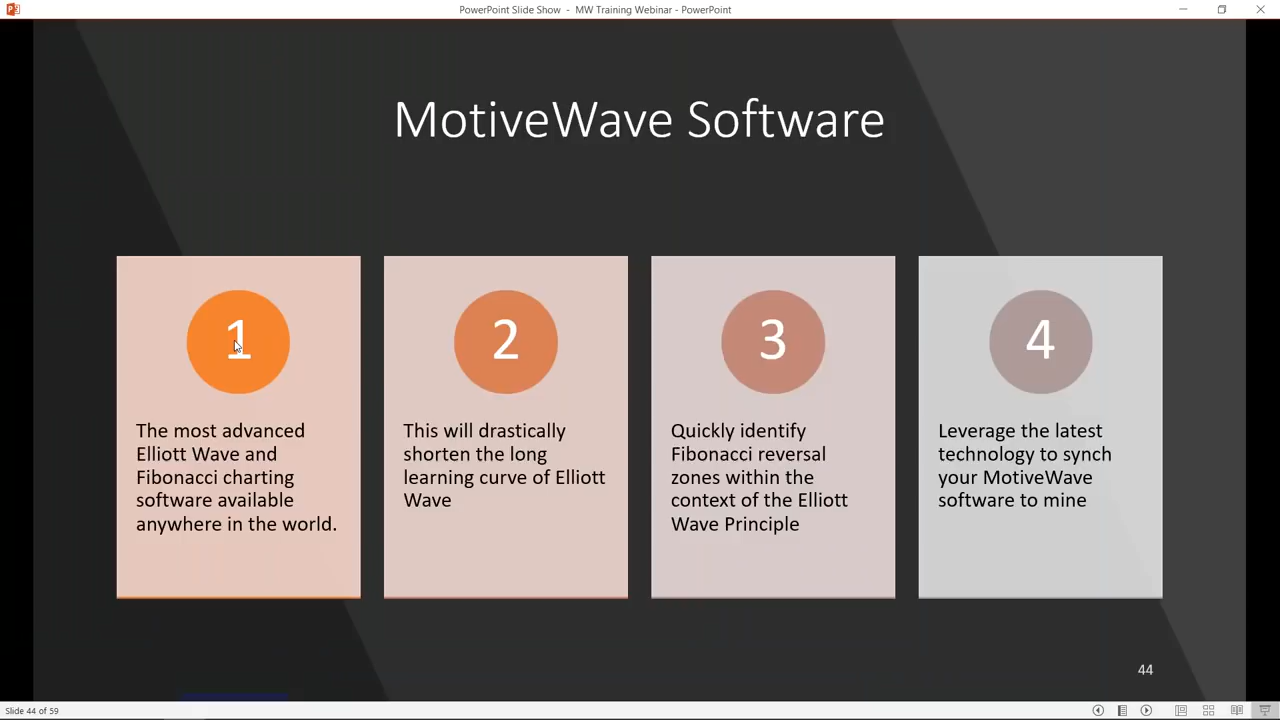 PowerPoint Slide Show - MW Training Webinar - PowerPoint
MotiveWave Software
1
The most advanced
Elliott Wave and
Fibonacci charting
software available
anywhere in the world.
2
This will drastically
shorten the long
learning curve of Elliott
Wave
3
Quickly identify
Fibonacci reversal
zones within the
context of the Elliott
Wave Principle
4
Leverage the latest
technology to synch
your MotiveWave
software to mine
44
Slide 44 of 59